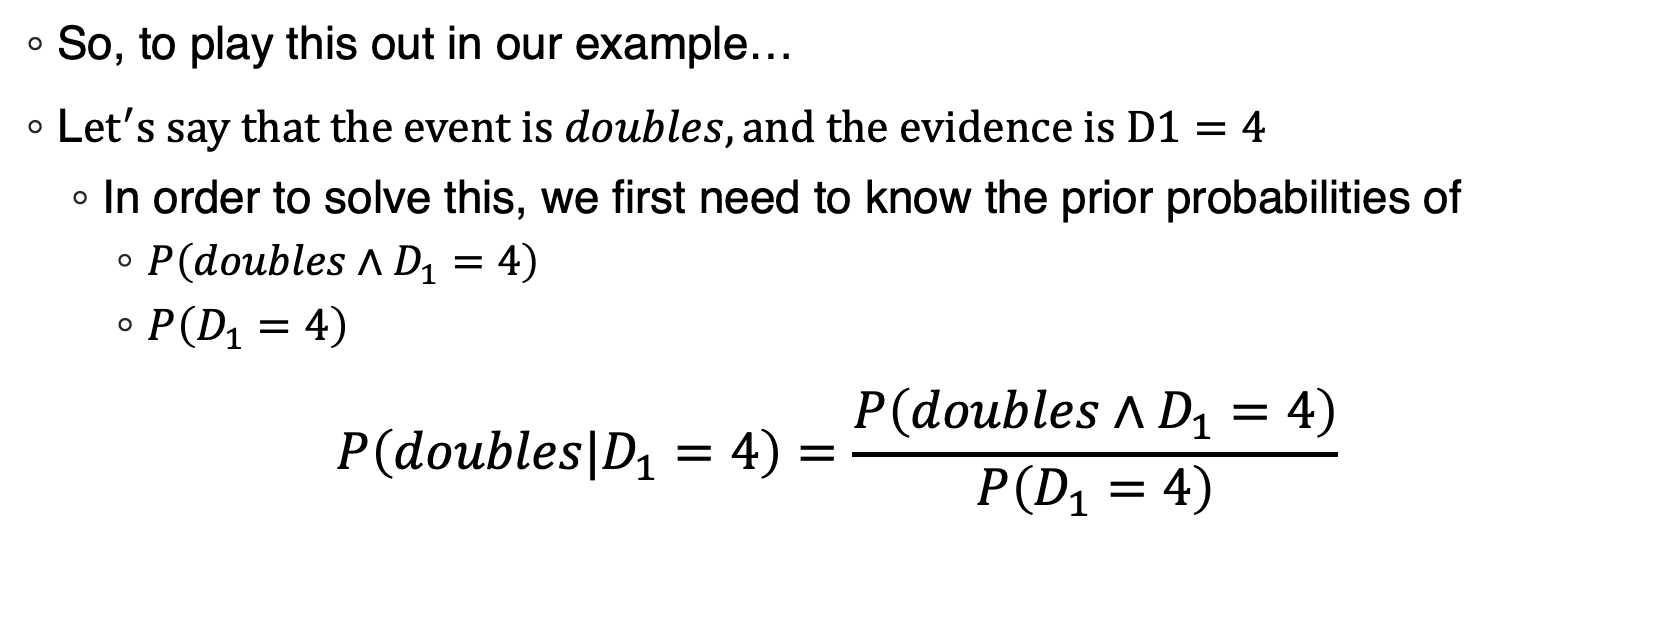 ◦ So, to play this out in our example…
◦ Let′s say that the event is doubles, and the evidence is D1 = 4
◦ In order to solve this, we first need to know the prior probabilities of
◦ P(doubles ∧ D₁ = 4)
◦ P(D₁ = 4)
P(doubles|D₁ = 4) = P(doubles ∧ D₁ = 4) / P(D₁ = 4)